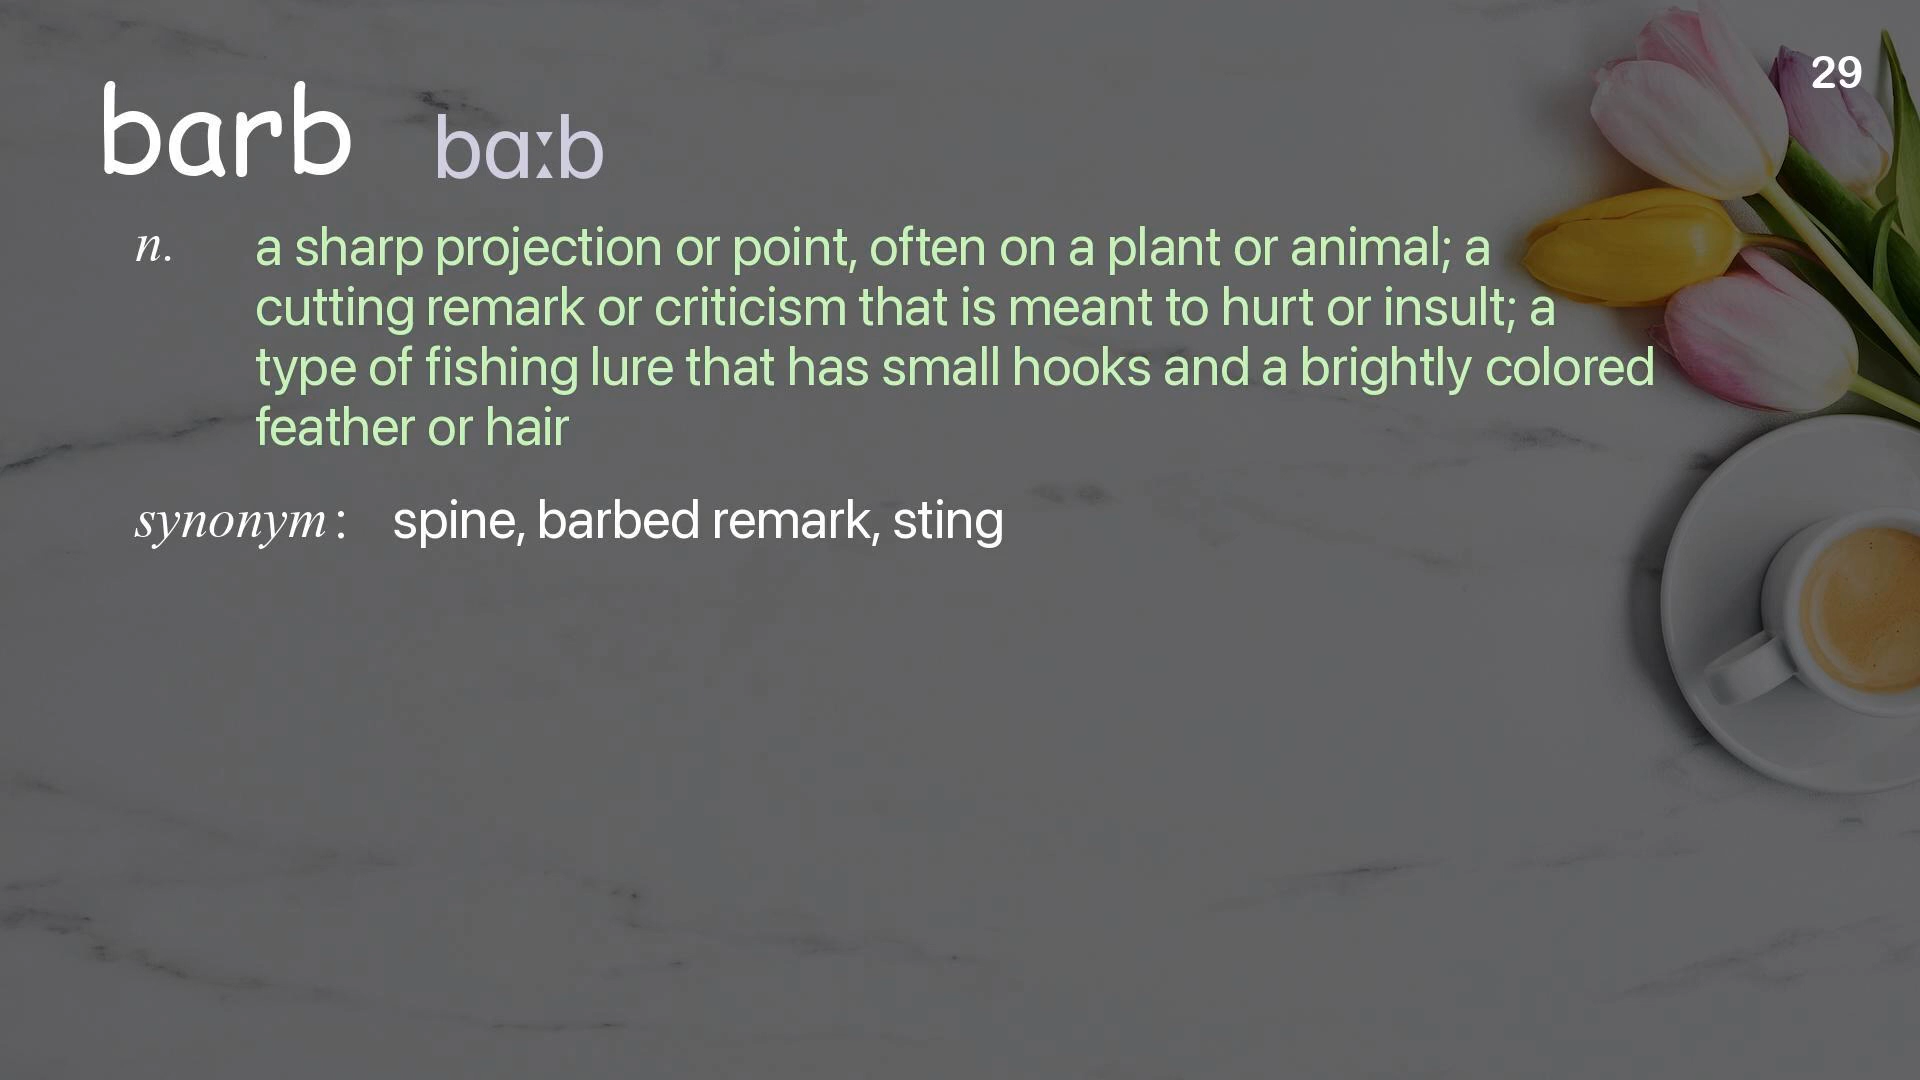 29
barb bɑːb
n. a sharp projection or point, often on a plant or animal; a
cutting remark or criticism that is meant to hurt or insult; a
type of fishing lure that has small hooks and a brightly colored
feather or hair
synonym : spine, barbed remark, sting